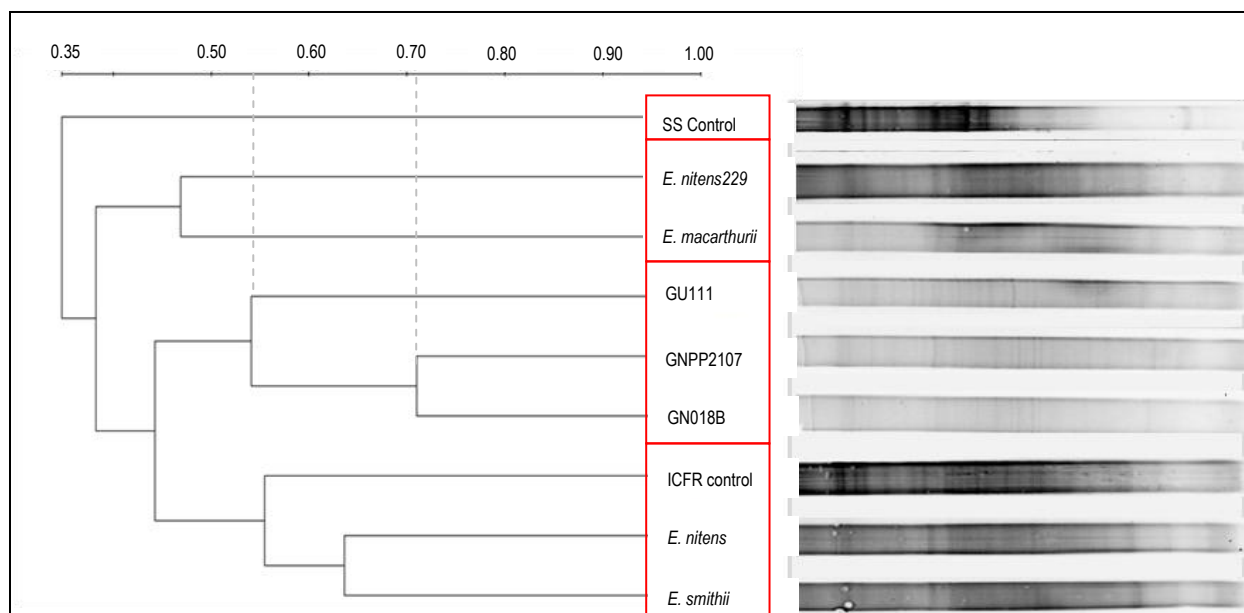 0.35 0.50 0.60 0.70 0.80 0.90 1.00
SS Control
E. nitens229
E. macarthurii
GU111
GNPP2107
GN018B
ICFR control
E. nitens
E. smithii